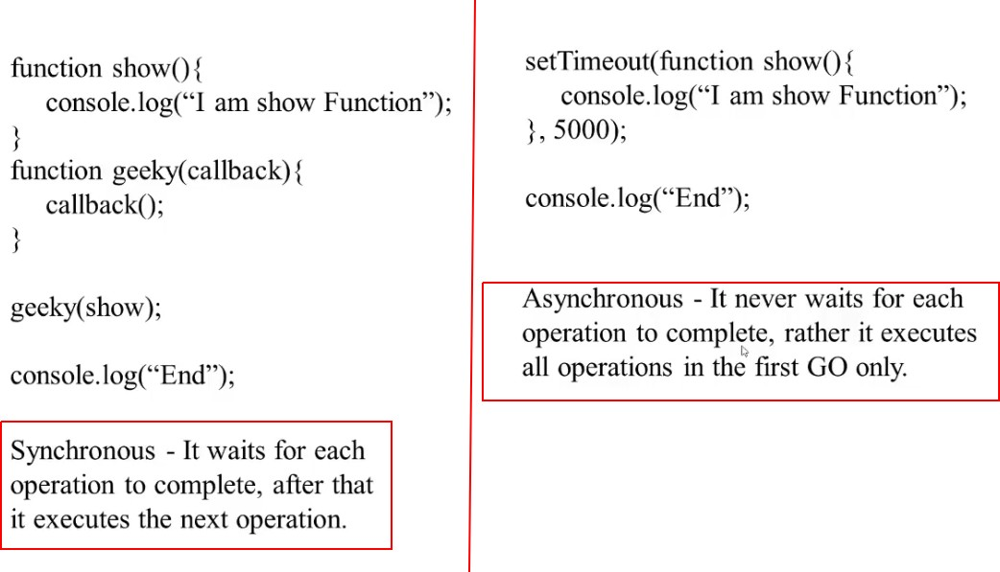 function show(){
console.log(“I am show Function”);
}
function geeky(callback){
callback();
}
geeky(show);
console.log(“End”);
Synchronous - It waits for each
operation to complete, after that
it executes the next operation.
setTimeout(function show(){
console.log(“I am show Function”);
}, 5000);
console.log(“End”);
Asynchronous - It never waits for each
operation to complete, rather it executes
all operations in the first GO only.